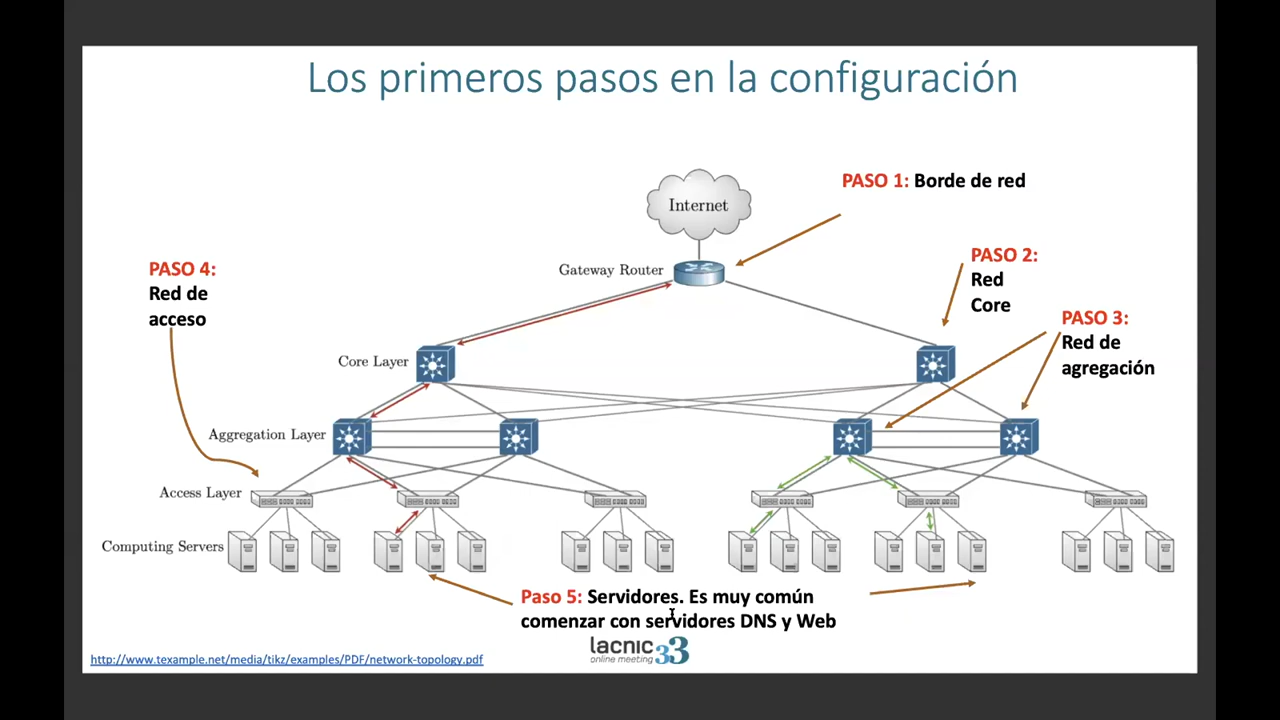 Los primeros pasos en la configuración
Internet
PASO 1: Borde de red
Gateway Router
PASO 2:
Red
Core
PASO 4:
Red de
acceso
PASO 3:
Red de
agregación
Core Layer
Aggregation Layer
Access Layer
Computing Servers
Paso 5: Servidores. Es muy común
comenzar con servidores DNS y Web
lacnic
online meeting 33
http://www.texample.net/media/tikz/examples/PDF/network-topology.pdf